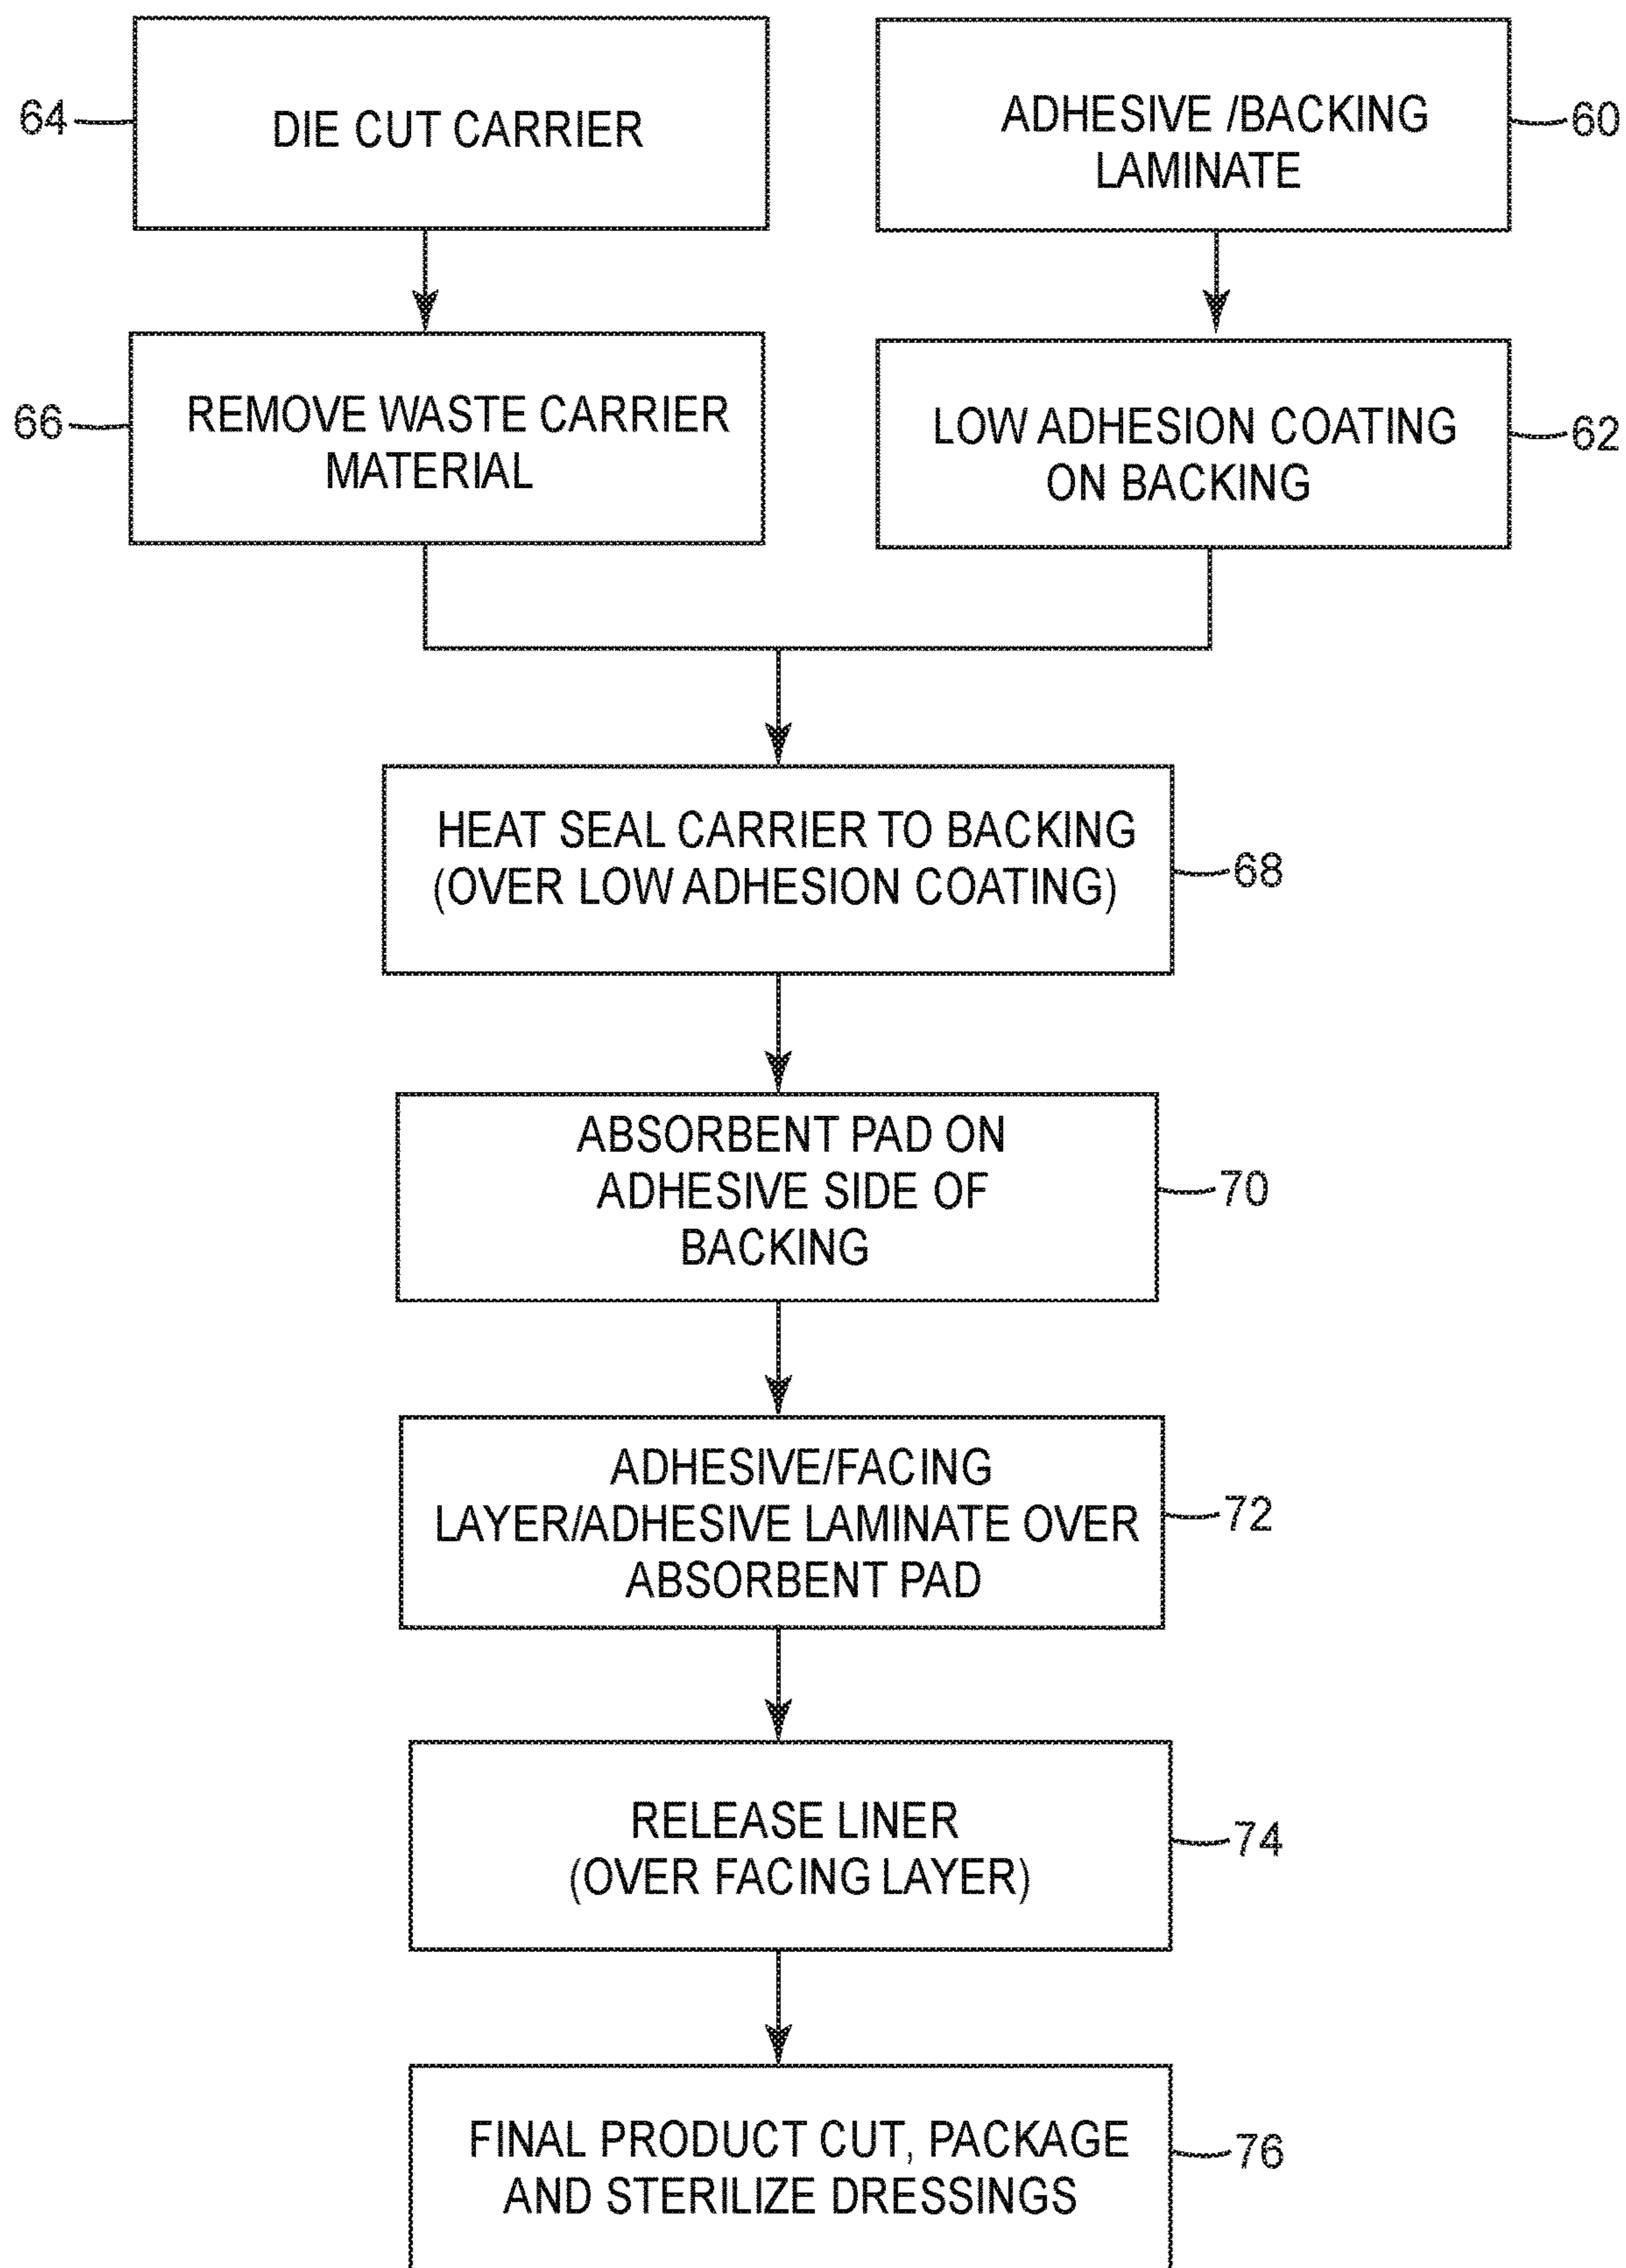 64
DIE CUT CARRIER
ADHESIVE /BACKING
LAMINATE
60
66
REMOVE WASTE CARRIER
MATERIAL
LOW ADHESION COATING
ON BACKING
62
HEAT SEAL CARRIER TO BACKING
(OVER LOW ADHESION COATING)
68
ABSORBENT PAD ON
ADHESIVE SIDE OF
BACKING
70
ADHESIVE/FACING
LAYER/ADHESIVE LAMINATE OVER
ABSORBENT PAD
72
RELEASE LINER
(OVER FACING LAYER)
74
FINAL PRODUCT CUT, PACKAGE
AND STERILIZE DRESSINGS
76